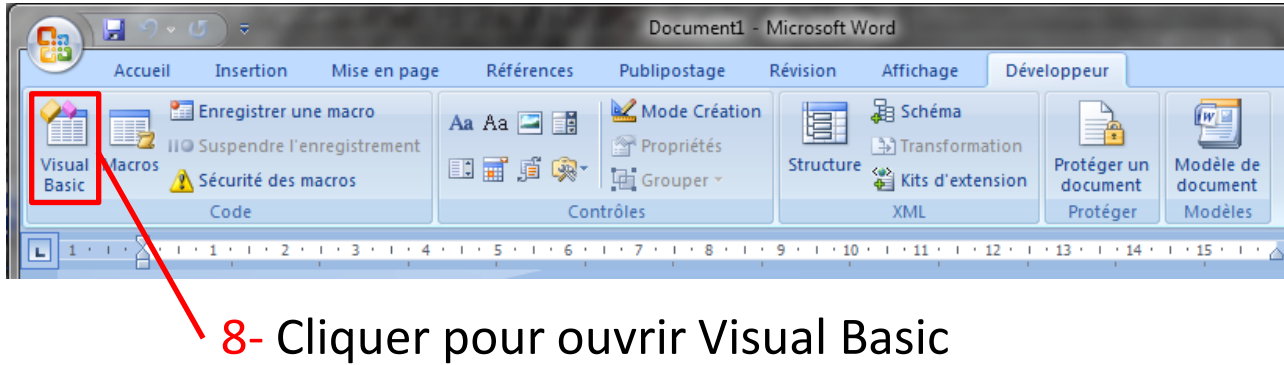 Document1 - Microsoft Word
Accueil Insertion Mise en page Références Publipostage Révision Affichage Développeur
Visual Basic
Macros
Enregistrer une macro
Suspendre l'enregistrement
Sécurité des macros
Code
Aa Aa
Mode Création
Propriétés
Grouper
Contrôles
Structure
Schéma
Transformation
Kits d'extension
XML
Protéger un
document
Protéger
Modèle de
document
Modèles
L 1 1 2 3 4 5 6 7 8 9 10 11 12 13 14 15
8- Cliquer pour ouvrir Visual Basic